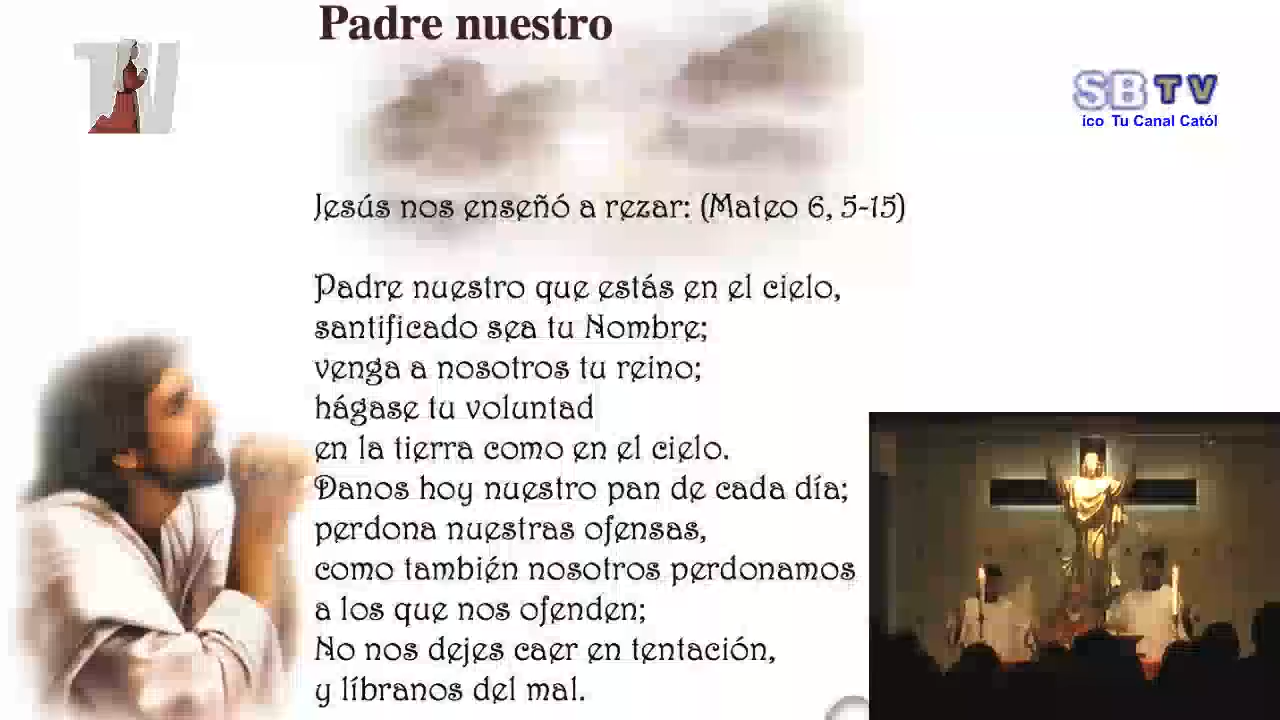 Padre nuestro
TV
SBTV
íco Tu Canal Catól
Jesús nos enseñó a rezar: (Mateo 6, 5-15)
Padre nuestro que estás en el cielo,
santificado sea tu Nombre;
venga a nosotros tu reino;
hágase tu voluntad
en la tierra como en el cielo.
Danos hoy nuestro pan de cada día;
perdona nuestras ofensas,
como también nosotros perdonamos
a los que nos ofenden;
No nos dejes caer en tentación,
y líbranos del mal.